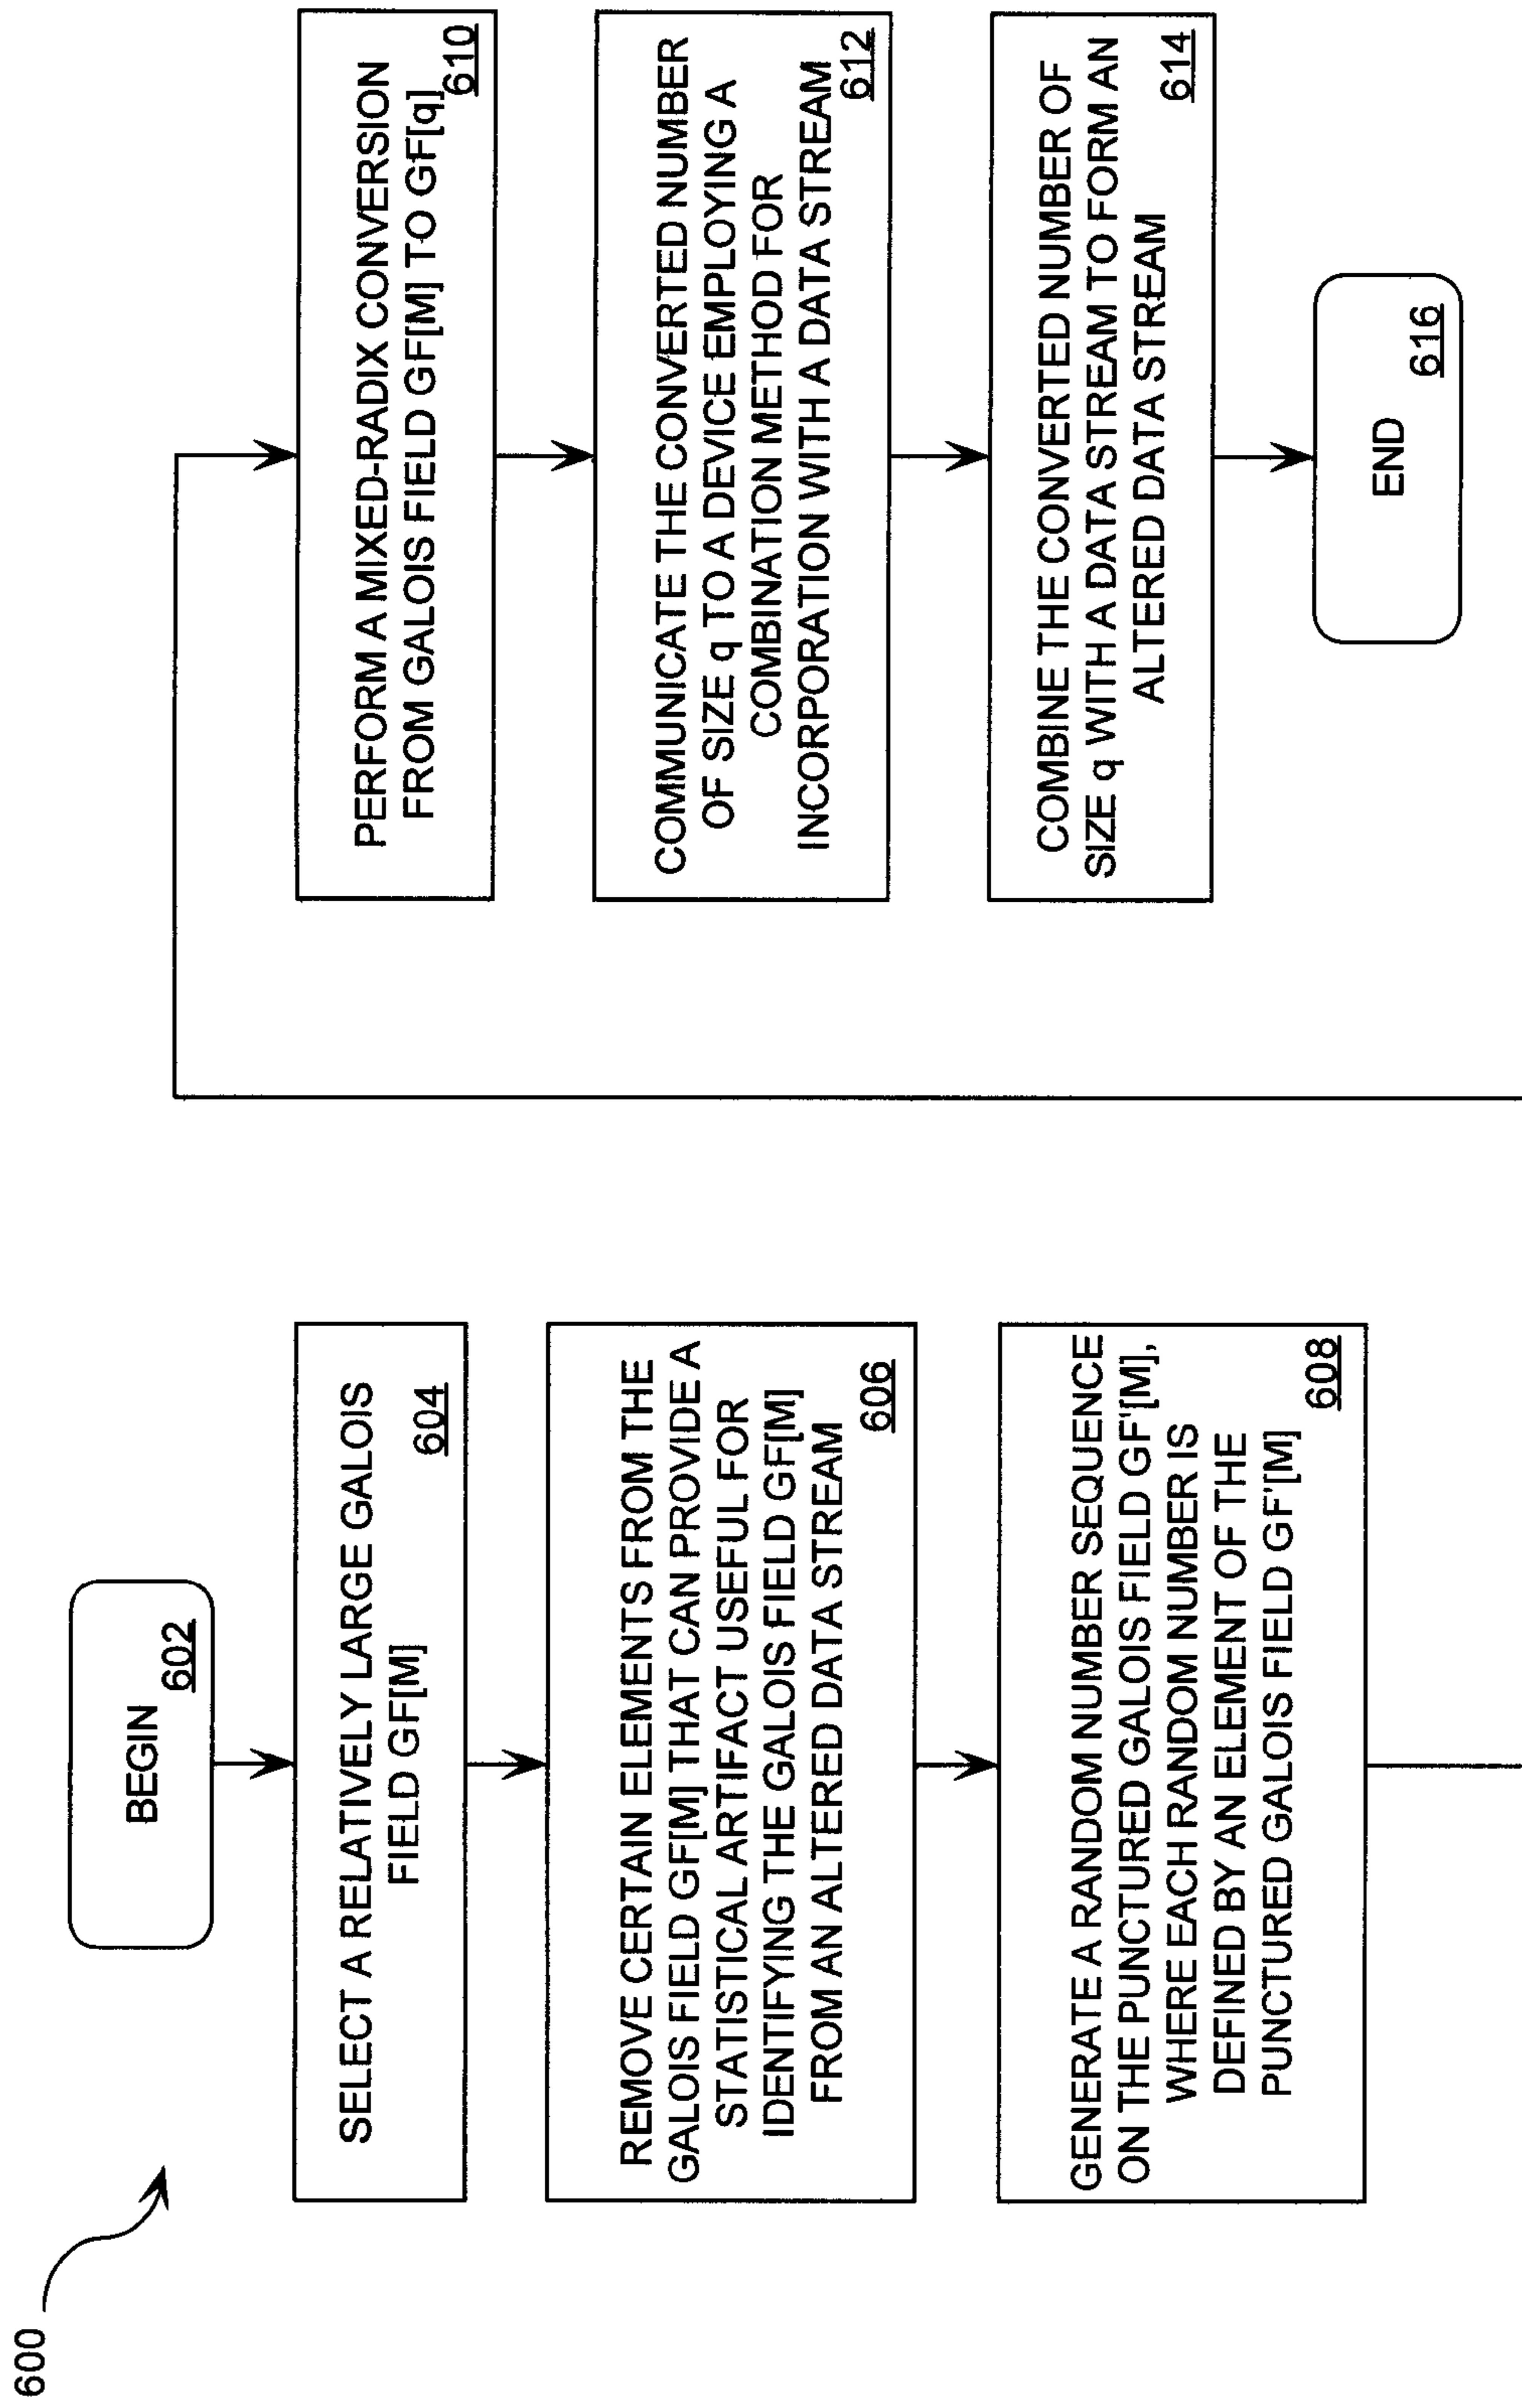 600
BEGIN
602
SELECT A RELATIVELY LARGE GALOIS
FIELD GF[M]
604
REMOVE CERTAIN ELEMENTS FROM THE
GALOIS FIELD GF[M] THAT CAN PROVIDE A
STATISTICAL ARTIFACT USEFUL FOR
IDENTIFYING THE GALOIS FIELD GF[M]
FROM AN ALTERED DATA STREAM
606
GENERATE A RANDOM NUMBER SEQUENCE
ON THE PUNCTURED GALOIS FIELD GF'[M],
WHERE EACH RANDOM NUMBER IS
DEFINED BY AN ELEMENT OF THE
PUNCTURED GALOIS FIELD GF'[M]
608
PERFORM A MIXED-RADIX CONVERSION
FROM GALOIS FIELD GF[M] TO GF[q]
610
COMMUNICATE THE CONVERTED NUMBER
OF SIZE q TO A DEVICE EMPLOYING A
COMBINATION METHOD FOR
INCORPORATION WITH A DATA STREAM
612
COMBINE THE CONVERTED NUMBER OF
SIZE q WITH A DATA STREAM TO FORM AN
ALTERED DATA STREAM
614
END
616